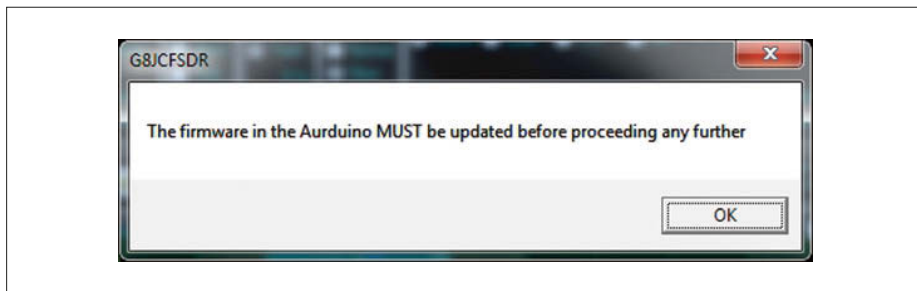 G8JCFSDR
The firmware in the Aurduino MUST be updated before proceeding any further
OK